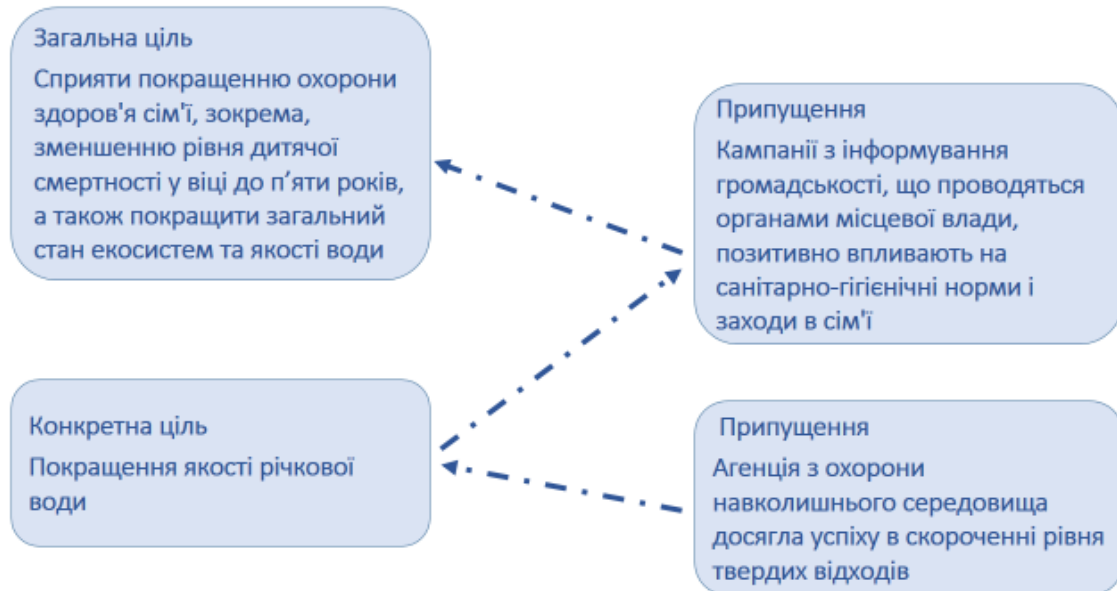 Загальна ціль
Сприяти покращенню охорони
здоров'я сім'ї, зокрема,
зменшенню рівня дитячої
смертності у віці до п’яти років,
а також покращити загальний
стан екосистем та якості води
Припущення
Кампанії з інформування
громадськості, що проводяться
органами місцевої влади,
позитивно впливають на
санітарно-гігієнічні норми і
заходи в сім'ї
Конкретна ціль
Покращення якості річкової
води
Припущення
Агенція з охорони
навколишнього середовища
досягла успіху в скороченні рівня
твердих відходів